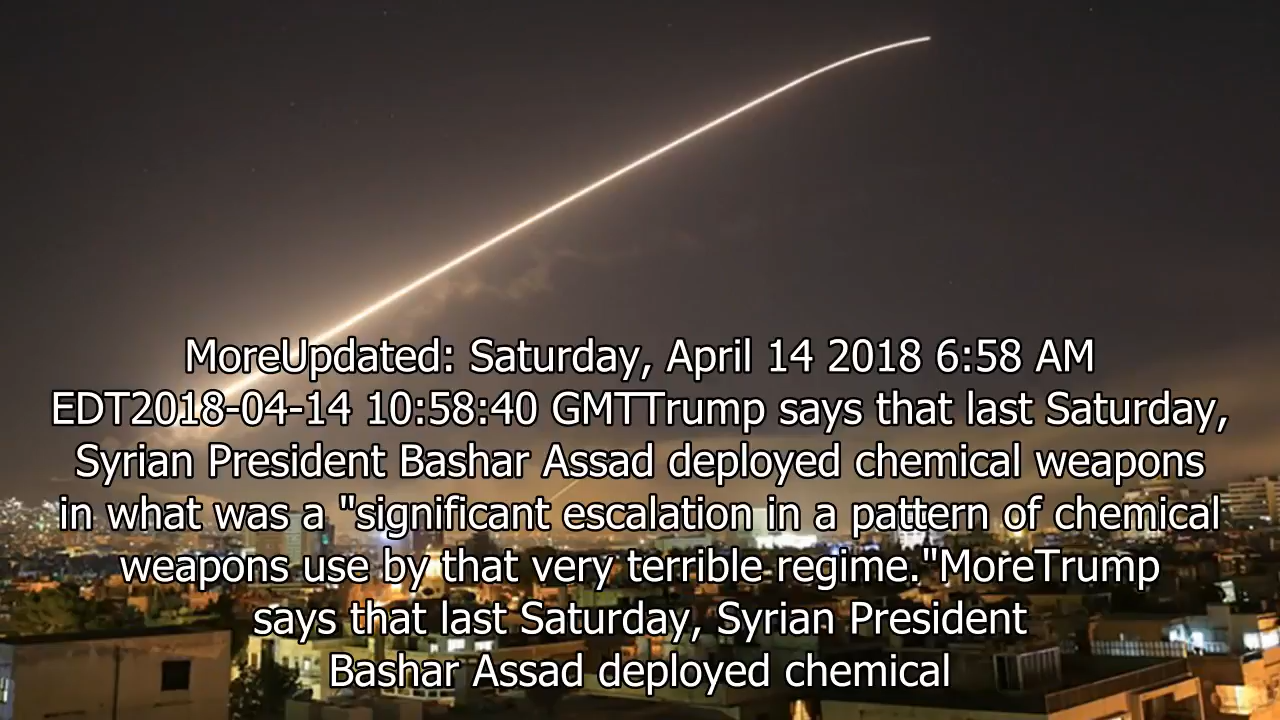 MoreUpdated: Saturday, April 14 2018 6:58 AM
EDT2018-04-14 10:58:40 GMTTrump says that last Saturday,
Syrian President Bashar Assad deployed chemical weapons
in what was a "significant escalation in a pattern of chemical
weapons use by that very terrible regime."MoreTrump
says that last Saturday, Syrian President
Bashar Assad deployed chemical